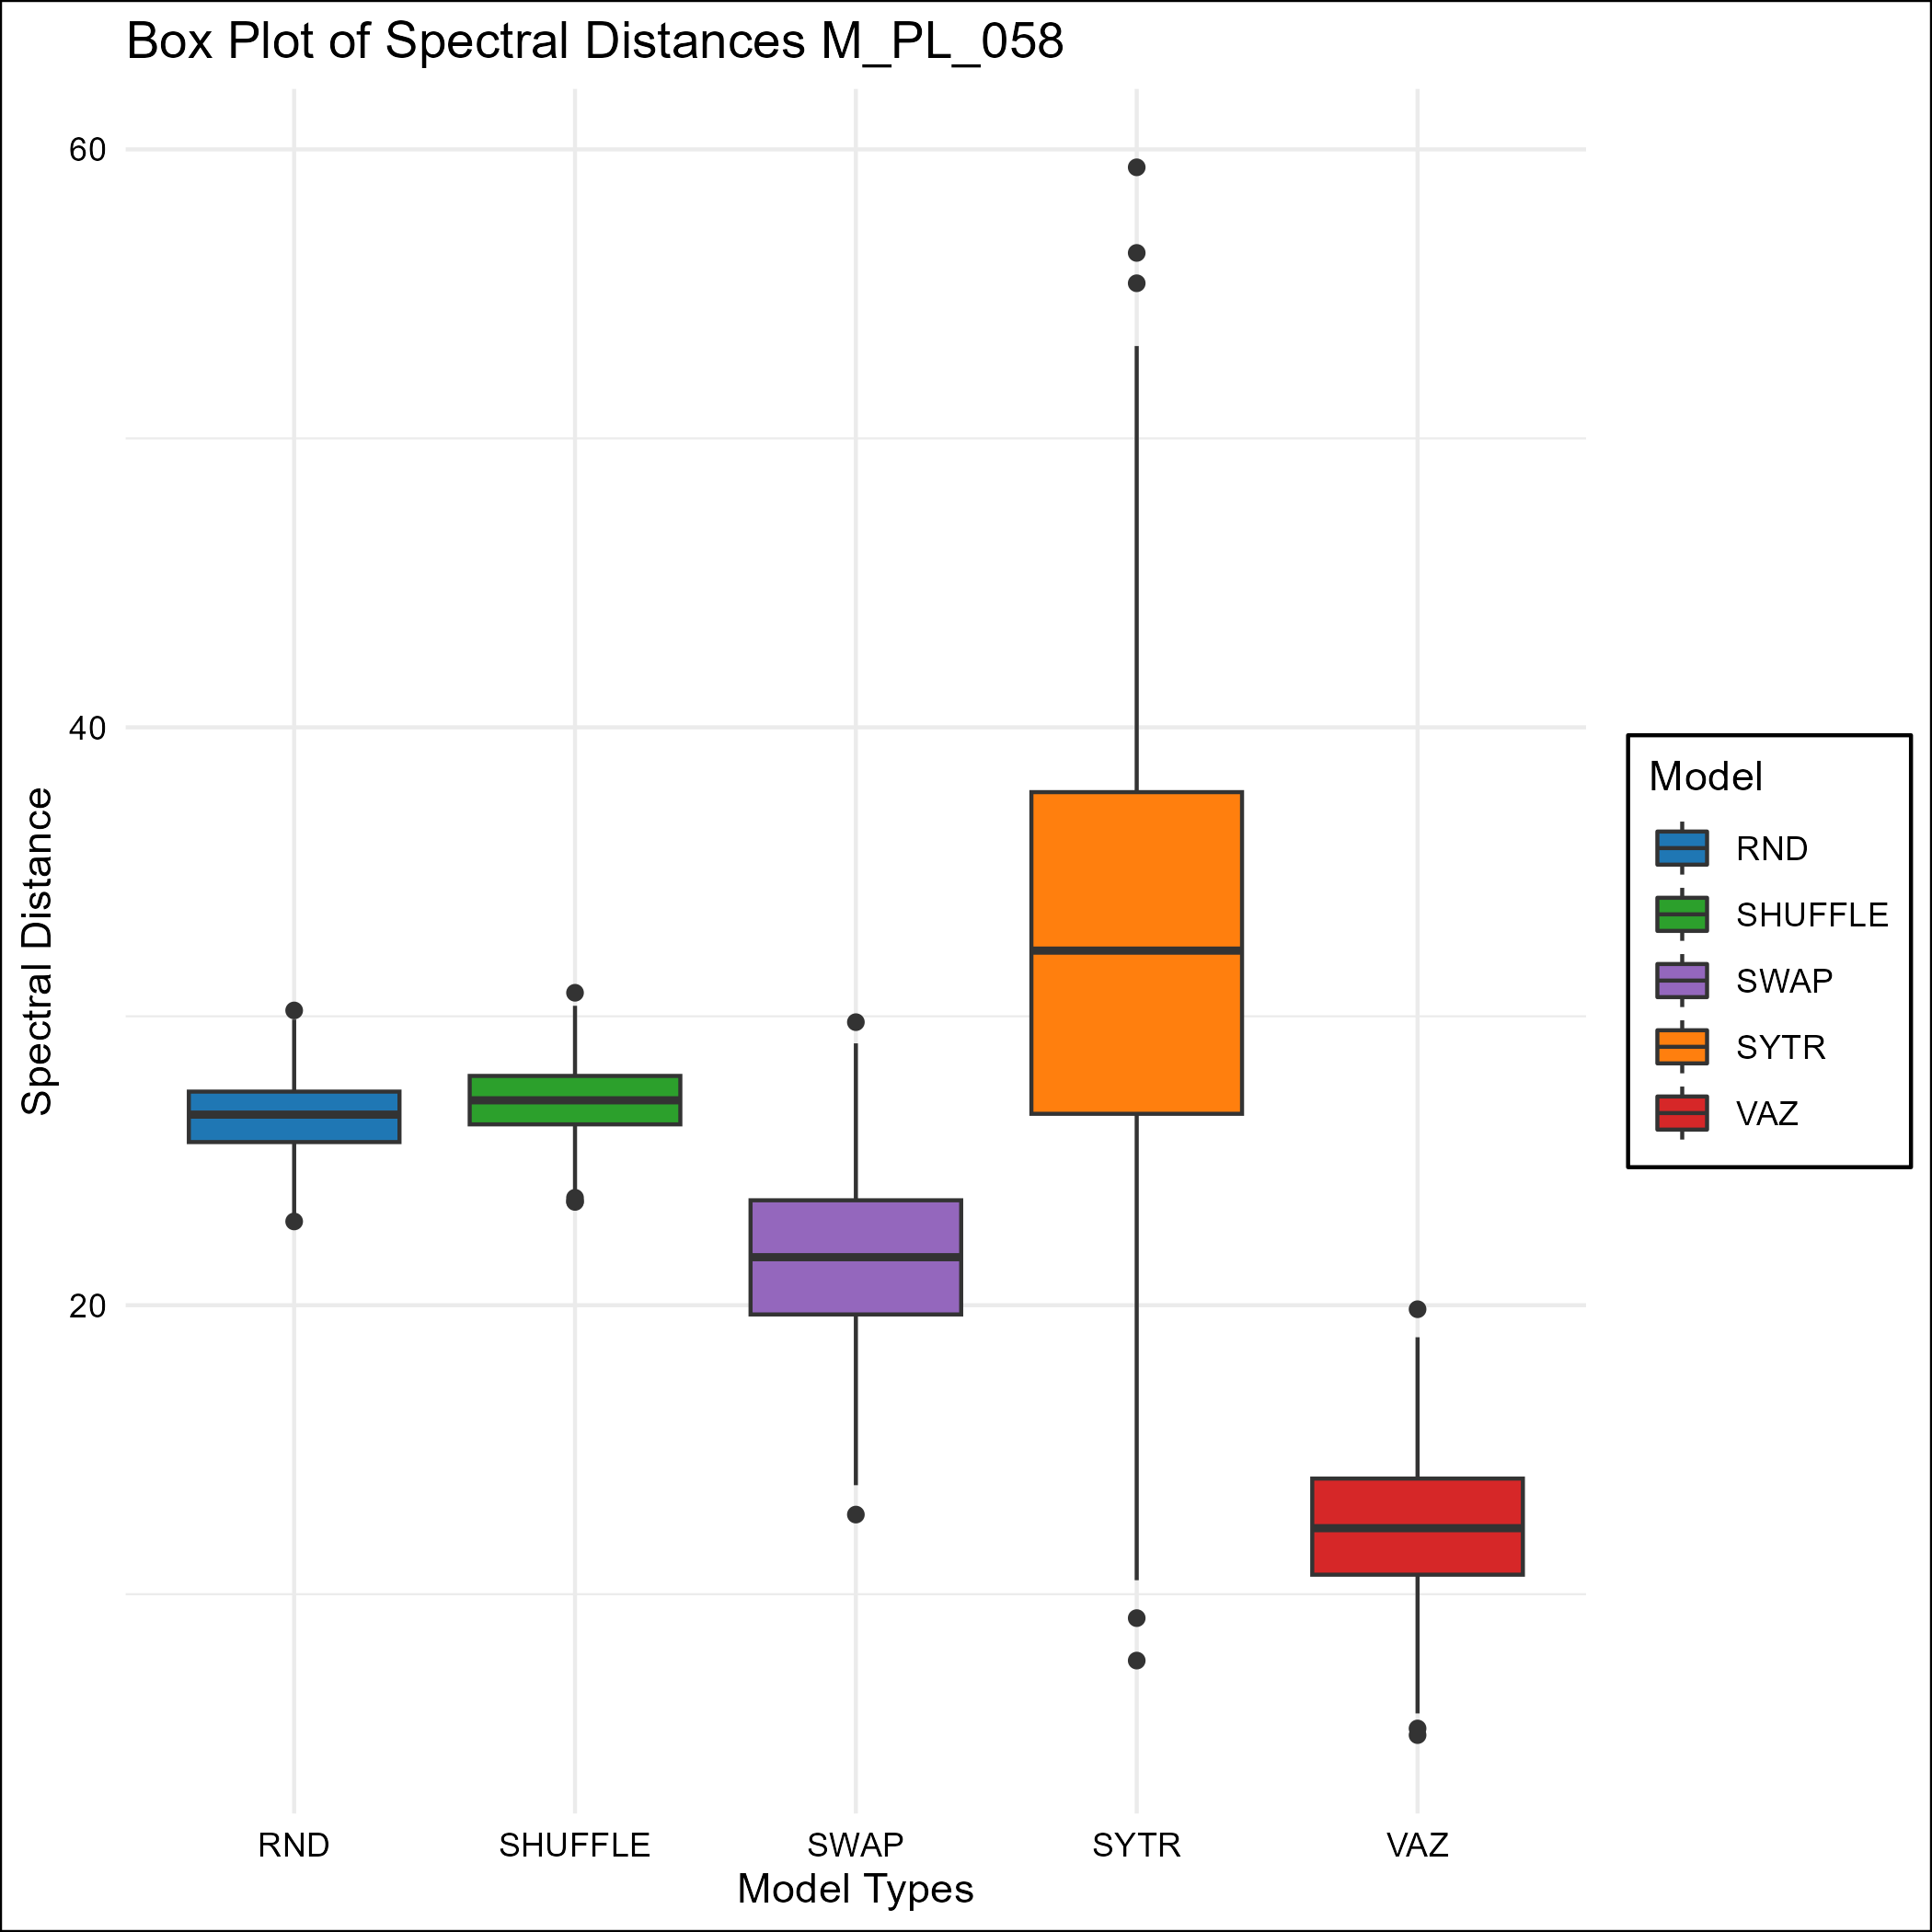 Box Plot of Spectral Distances M_PL_058
60
40
20
Spectral Distance
RND
SHUFFLE
SWAP
SYTR
VAZ
Model Types
Model
RND
SHUFFLE
SWAP
SYTR
VAZ